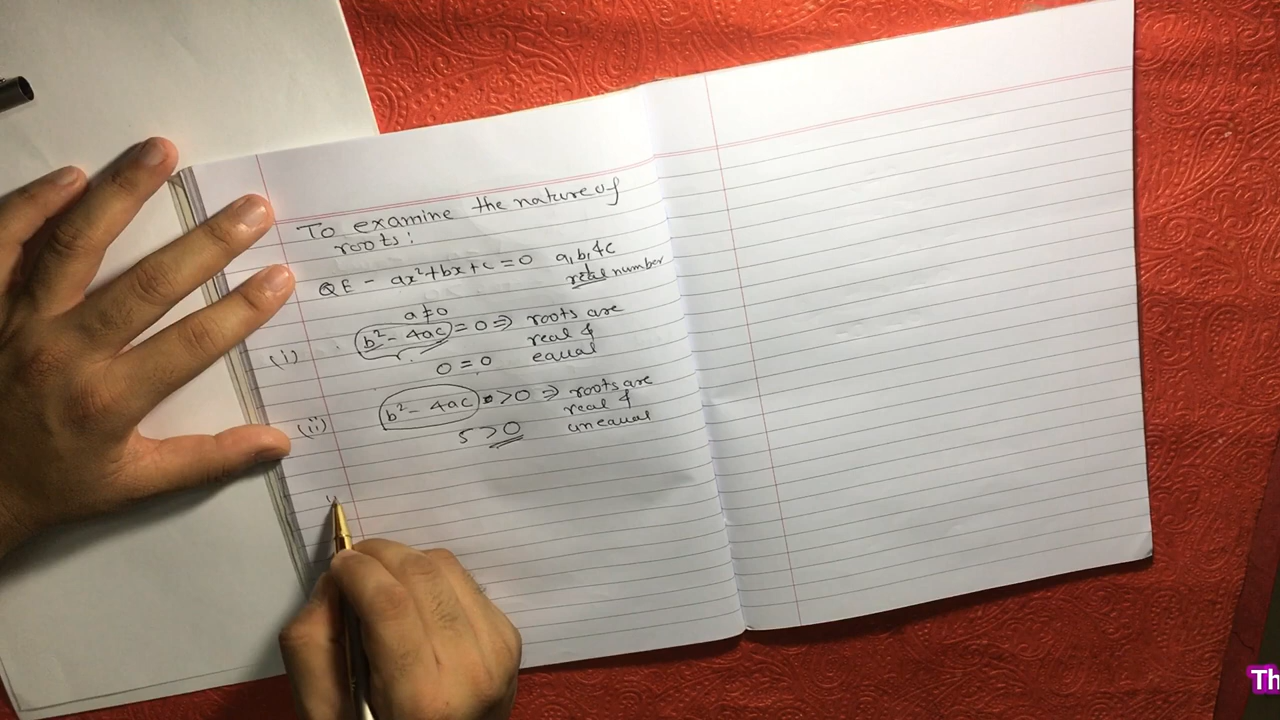 To examine the nature of
roots:
QE - ax²+bx+c=0 a,b,&c
real number
a≠0
(i) b²-4ac=0 ⇒ roots are
real &
0=0 equal
(ii) b²-4ac>0 ⇒ roots are
real &
5>0 unequal
Th